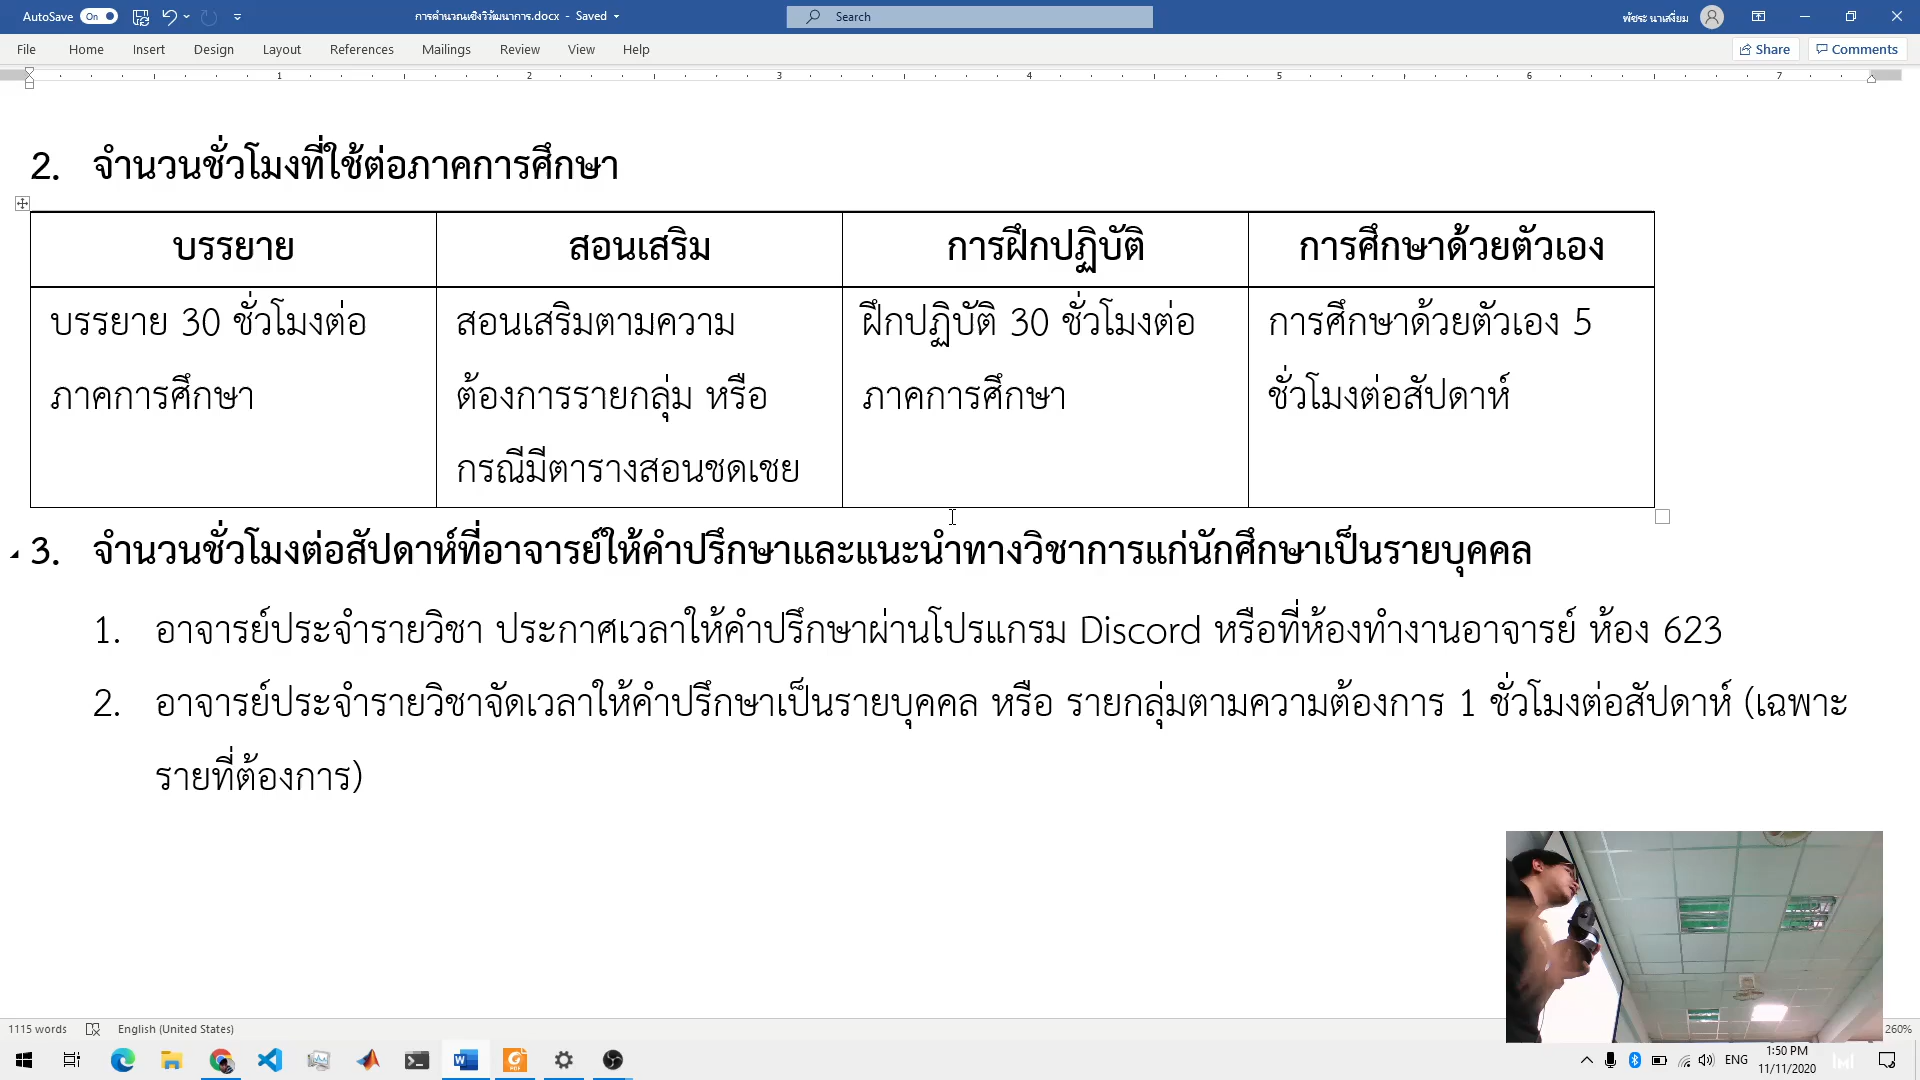 AutoSave On การคำนวณเชิงวิวัฒนาการ.docx - Saved Search พัชระ นาเสงี่ยม
File Home Insert Design Layout References Mailings Review View Help Share Comments
1 2 3 4 5 6 7
2. จำนวนชั่วโมงที่ใช้ต่อภาคการศึกษา
บรรยาย สอนเสริม การฝึกปฏิบัติ การศึกษาด้วยตัวเอง
บรรยาย 30 ชั่วโมงต่อ
ภาคการศึกษา
สอนเสริมตามความ
ต้องการรายกลุ่ม หรือ
กรณีมีตารางสอนชดเชย
ฝึกปฏิบัติ 30 ชั่วโมงต่อ
ภาคการศึกษา
การศึกษาด้วยตัวเอง 5
ชั่วโมงต่อสัปดาห์
3. จำนวนชั่วโมงต่อสัปดาห์ที่อาจารย์ให้คำปรึกษาและแนะนำทางวิชาการแก่นักศึกษาเป็นรายบุคคล
1. อาจารย์ประจำรายวิชา ประกาศเวลาให้คำปรึกษาผ่านโปรแกรม Discord หรือที่ห้องทำงานอาจารย์ ห้อง 623
2. อาจารย์ประจำรายวิชาจัดเวลาให้คำปรึกษาเป็นรายบุคคล หรือ รายกลุ่มตามความต้องการ 1 ชั่วโมงต่อสัปดาห์ (เฉพาะ
รายที่ต้องการ)
1115 words English (United States) 260%
ENG 1:50 PM
11/11/2020